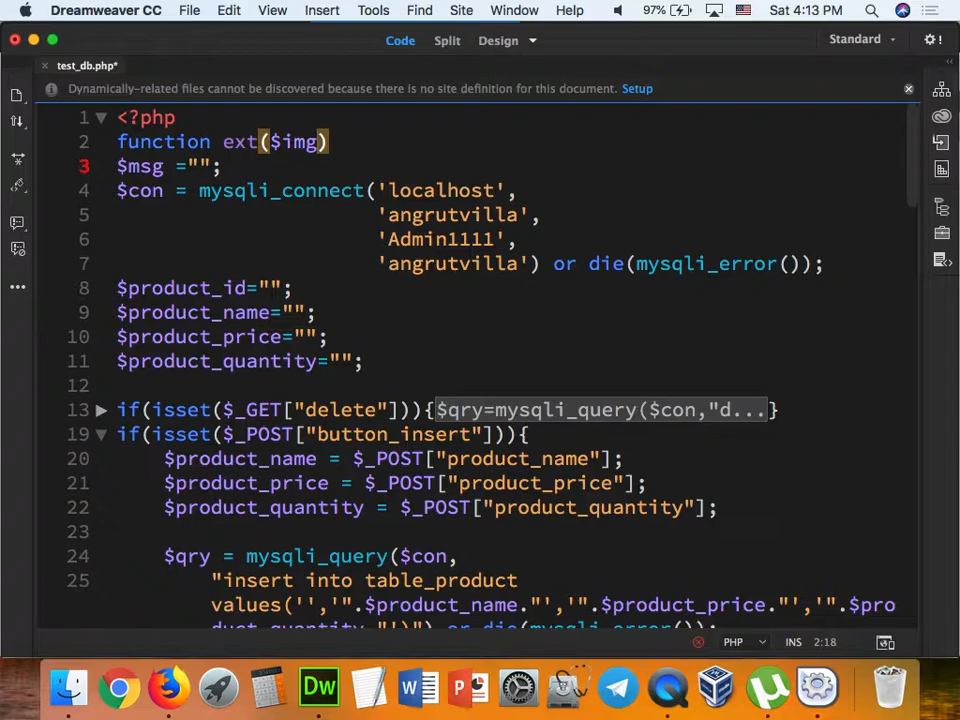 Dreamweaver CC File Edit View Insert Tools Find Site Window Help 97% Sat 4:13 PM
Code Split Design Standard
test_db.php*
Dynamically-related files cannot be discovered because there is no site definition for this document. Setup
1 <?php
2 function ext($img)
3 $msg ="";
4 $con = mysqli_connect('localhost',
5 'angrutvilla',
6 'Admin1111',
7 'angrutvilla') or die(mysqli_error());
8 $product_id="";
9 $product_name="";
10 $product_price="";
11 $product_quantity="";
12
13 if(isset($_GET["delete"])){$qry=mysqli_query($con,"d...}
19 if(isset($_POST["button_insert"])){
20 $product_name = $_POST["product_name"];
21 $product_price = $_POST["product_price"];
22 $product_quantity = $_POST["product_quantity"];
23
24 $qry = mysqli_query($con,
25 "insert into table_product
values('','".$product_name."','".$product_price."','".$pro
duct_quantity."')") or die(mysqli_error());
PHP INS 2:18
Dw